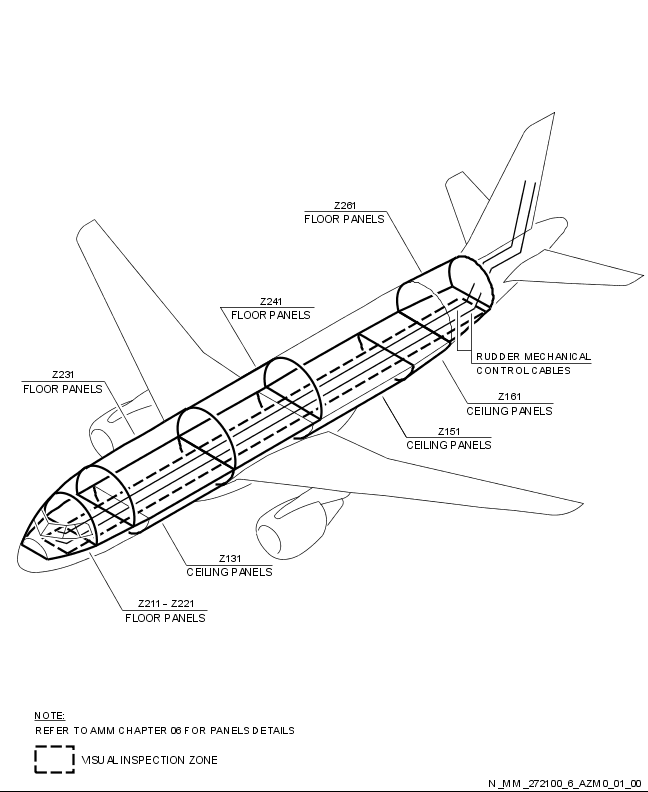 Z261
FLOOR PANELS
Z241
FLOOR PANELS
Z231
FLOOR PANELS
RUDDER MECHANICAL
CONTROL CABLES
Z161
CEILING PANELS
Z151
CEILING PANELS
Z131
CEILING PANELS
Z211 - Z221
FLOOR PANELS
NOTE:
REFER TO AMM CHAPTER 06 FOR PANELS DETAILS
VISUAL INSPECTION ZONE
N_MM_272100_6_AZM0_01_00